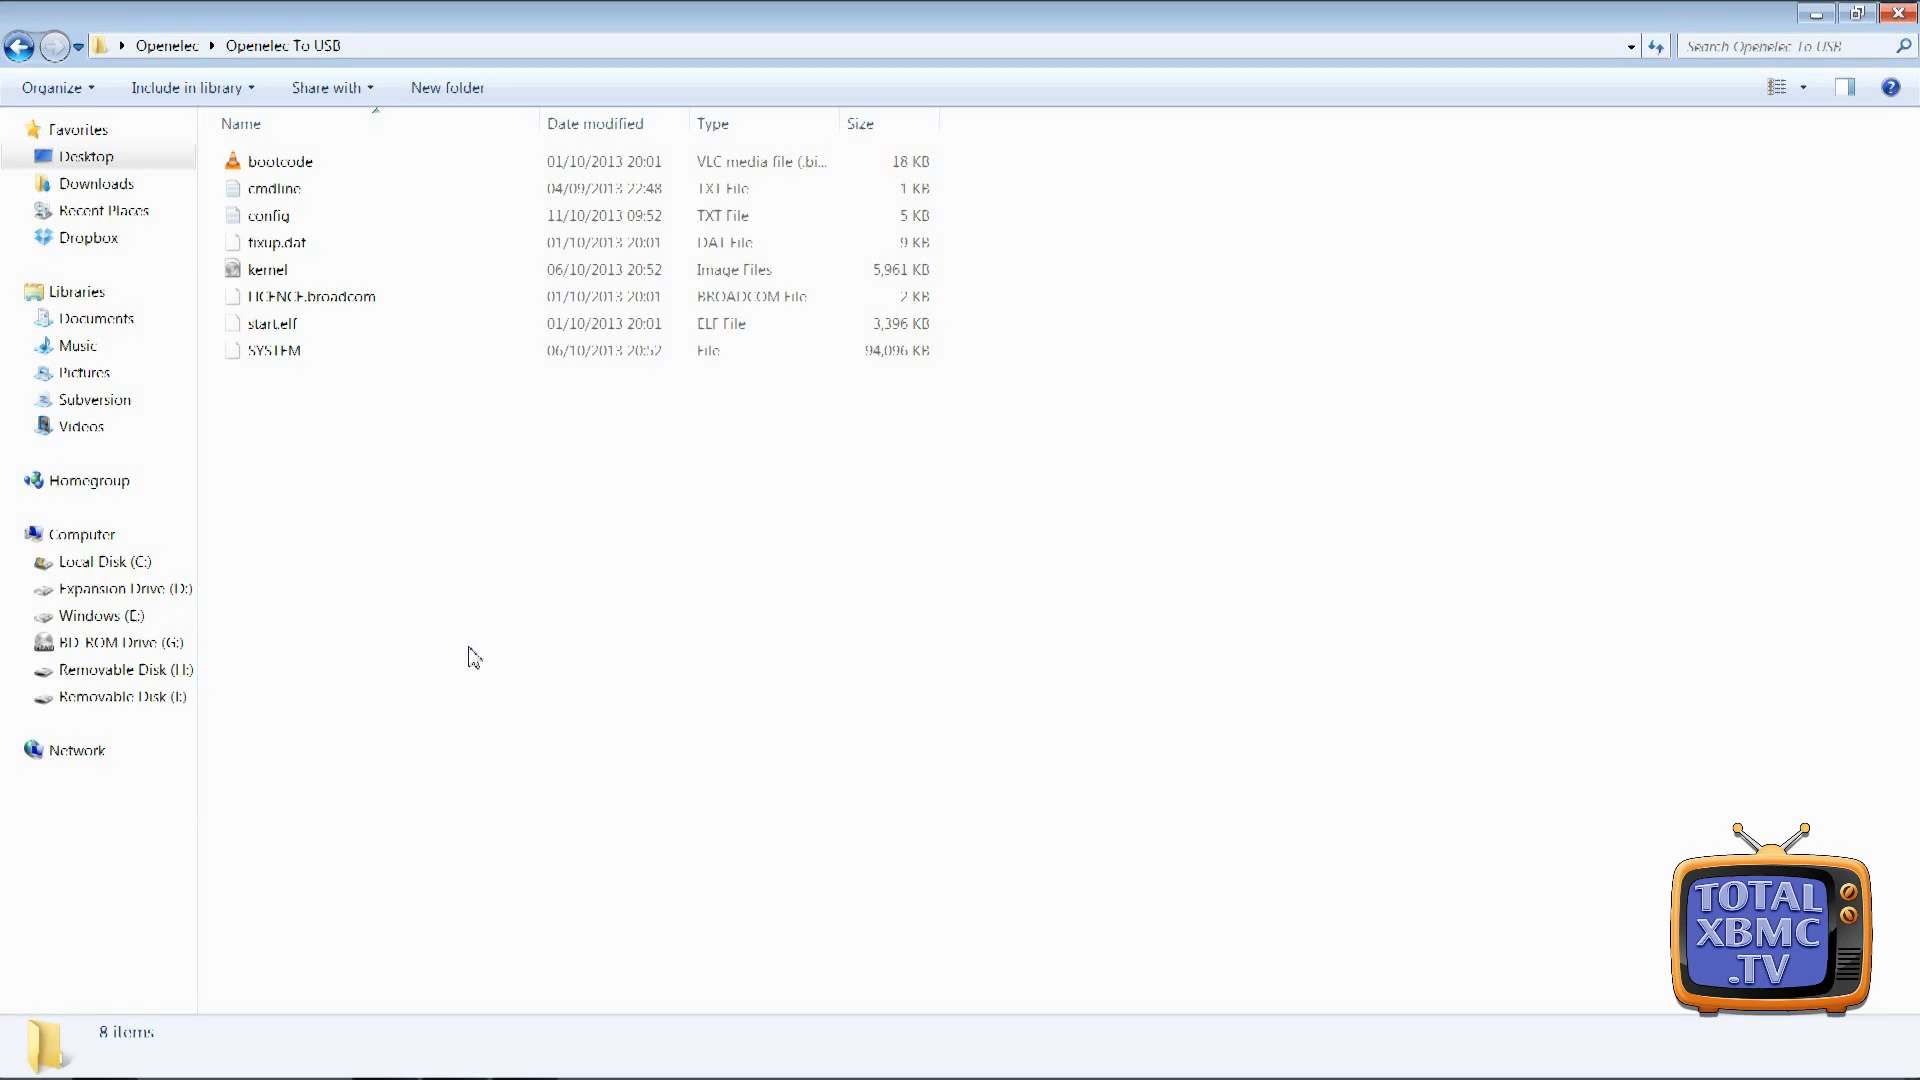 Openelec Openelec To USB Search Openelec To USB
Organize Include in library Share with New folder
Name Date modified Type Size
Favorites
Desktop
Downloads
Recent Places
Dropbox
Libraries
Documents
Music
Pictures
Subversion
Videos
Homegroup
Computer
Local Disk (C:)
Expansion Drive (D:)
Windows (E:)
BD-ROM Drive (G:)
Removable Disk (H:)
Removable Disk (I:)
Network
bootcode 01/10/2013 20:01 VLC media file (.bi... 18 KB
cmdline 04/09/2013 22:48 TXT File 1 KB
config 11/10/2013 09:52 TXT File 5 KB
fixup.dat 01/10/2013 20:01 DAT File 9 KB
kernel 06/10/2013 20:52 Image Files 5,961 KB
LICENCE.broadcom 01/10/2013 20:01 BROADCOM File 2 KB
start.elf 01/10/2013 20:01 ELF File 3,396 KB
SYSTEM 06/10/2013 20:52 File 94,096 KB
TOTAL
XBMC
.TV
8 items